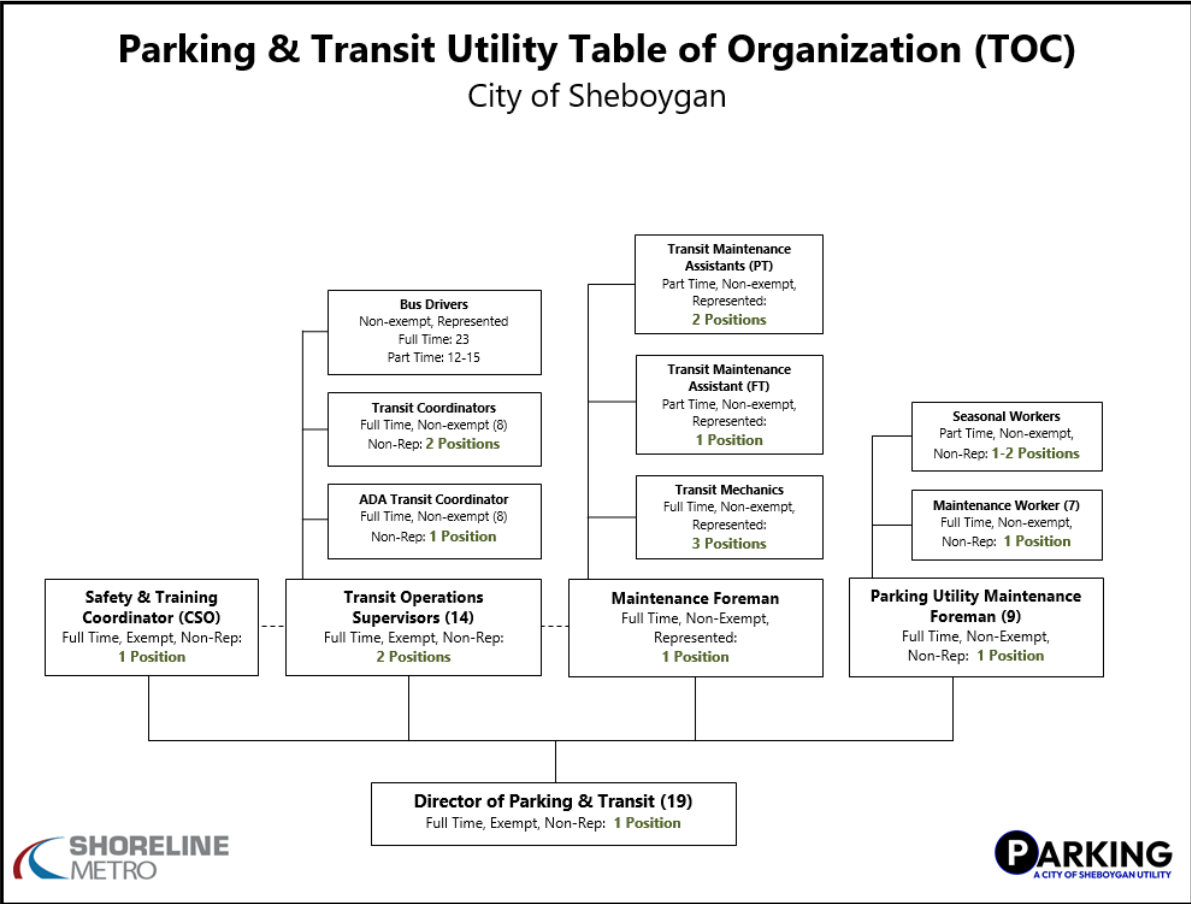 Parking & Transit Utility Table of Organization (TOC)
City of Sheboygan
Transit Maintenance
Assistants (PT)
Part Time, Non-exempt,
Represented:
2 Positions
Bus Drivers
Non-exempt, Represented
Full Time: 23
Part Time: 12-15
Transit Maintenance
Assistant (FT)
Part Time, Non-exempt,
Represented:
1 Position
Transit Coordinators
Full Time, Non-exempt (8)
Non-Rep: 2 Positions
Seasonal Workers
Part Time, Non-exempt,
Non-Rep: 1-2 Positions
Transit Mechanics
Full Time, Non-exempt,
Represented:
3 Positions
ADA Transit Coordinator
Full Time, Non-exempt (8)
Non-Rep: 1 Position
Maintenance Worker (7)
Full Time, Non-exempt,
Non-Rep: 1 Position
Safety & Training
Coordinator (CSO)
Full Time, Exempt, Non-Rep:
1 Position
Transit Operations
Supervisors (14)
Full Time, Exempt, Non-Rep:
2 Positions
Maintenance Foreman
Full Time, Non-Exempt,
Represented:
1 Position
Parking Utility Maintenance
Foreman (9)
Full Time, Non-Exempt,
Non-Rep: 1 Position
Director of Parking & Transit (19)
Full Time, Exempt, Non-Rep: 1 Position
SHORELINE
METRO
PARKING
A CITY OF SHEBOYGAN UTILITY